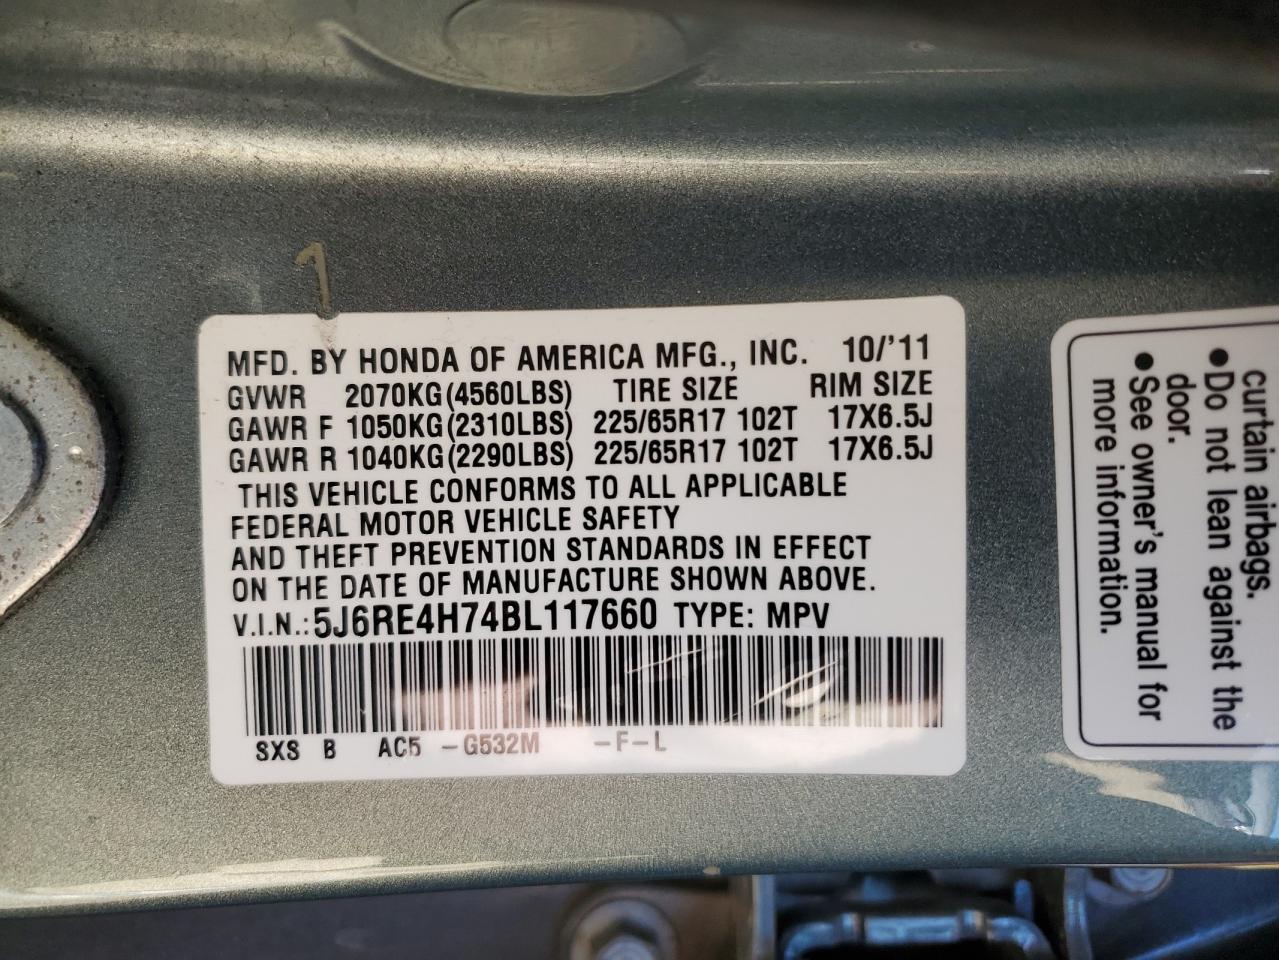 MFD. BY HONDA OF AMERICA MFG., INC. 10/'11
GVWR 2070KG(4560LBS) TIRE SIZE RIM SIZE
GAWR F 1050KG(2310LBS) 225/65R17 102T 17X6.5J
GAWR R 1040KG(2290LBS) 225/65R17 102T 17X6.5J
THIS VEHICLE CONFORMS TO ALL APPLICABLE
FEDERAL MOTOR VEHICLE SAFETY
AND THEFT PREVENTION STANDARDS IN EFFECT
ON THE DATE OF MANUFACTURE SHOWN ABOVE.
V.I.N.:5J6RE4H74BL117660 TYPE: MPV
SXS B AC5 -G532M -F-L
curtain airbags.
● Do not lean against the
door.
● See owner's manual for
more information.
1